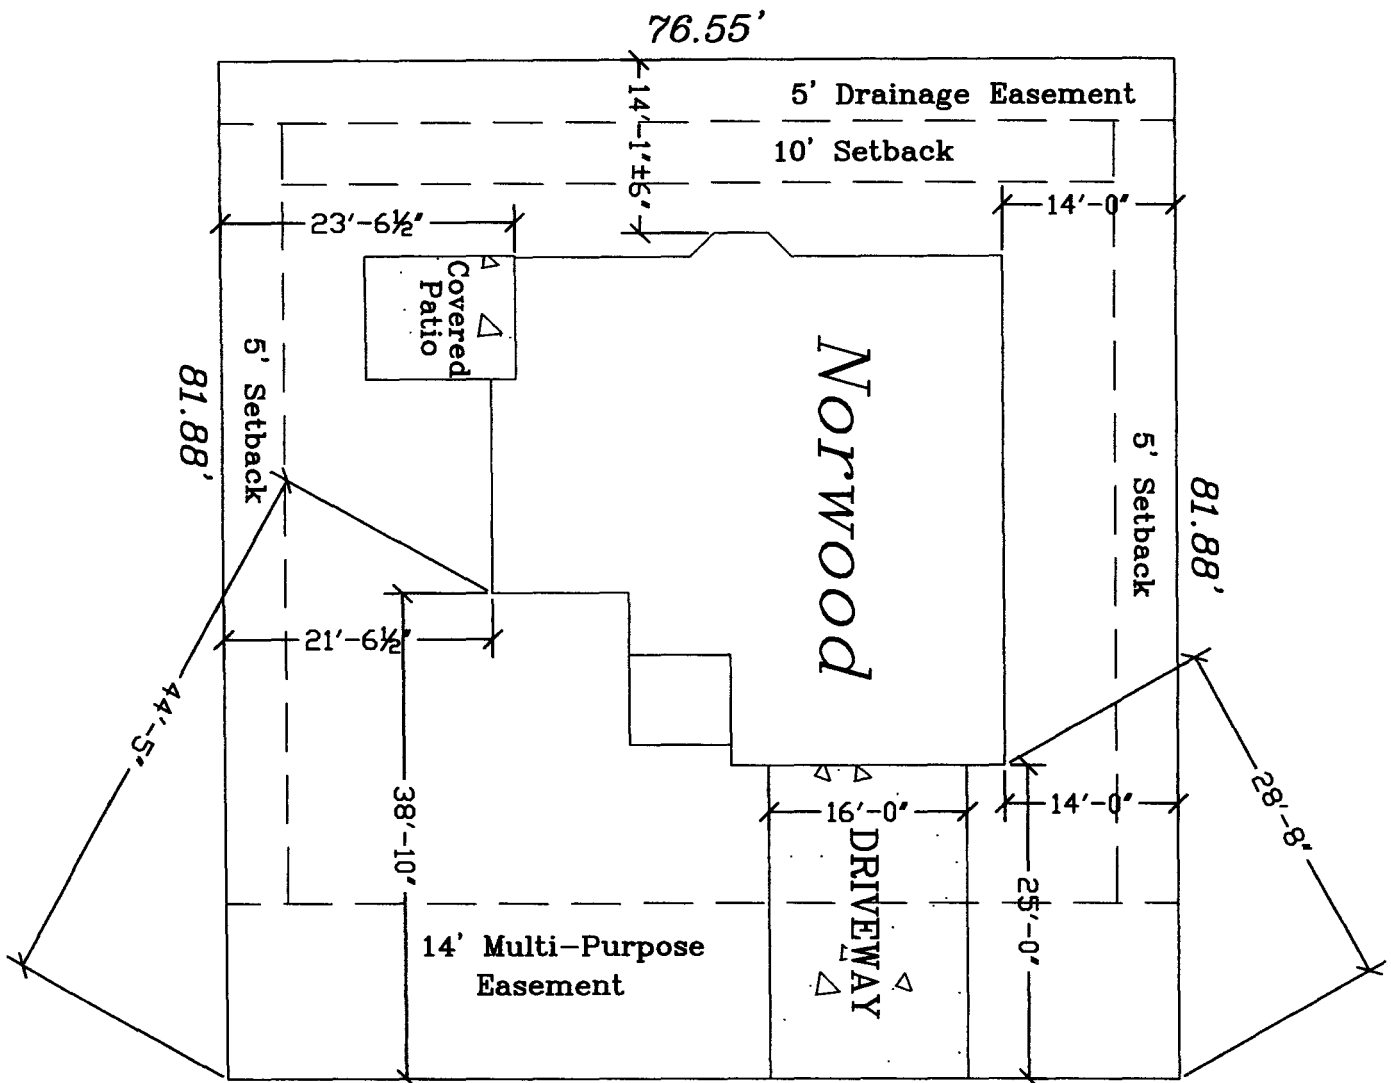 76.55'
5' Drainage Easement
14'-1"±6"
10' Setback
23'-6½"
14'-0"
Covered
Patio
5' Setback
81.88'
Norwood
5' Setback
81.88'
21'-6½"
44'-5"
38'-10"
16'-0"
14'-0"
28'-8"
DRIVEWAY
25'-0"
14' Multi-Purpose
Easement